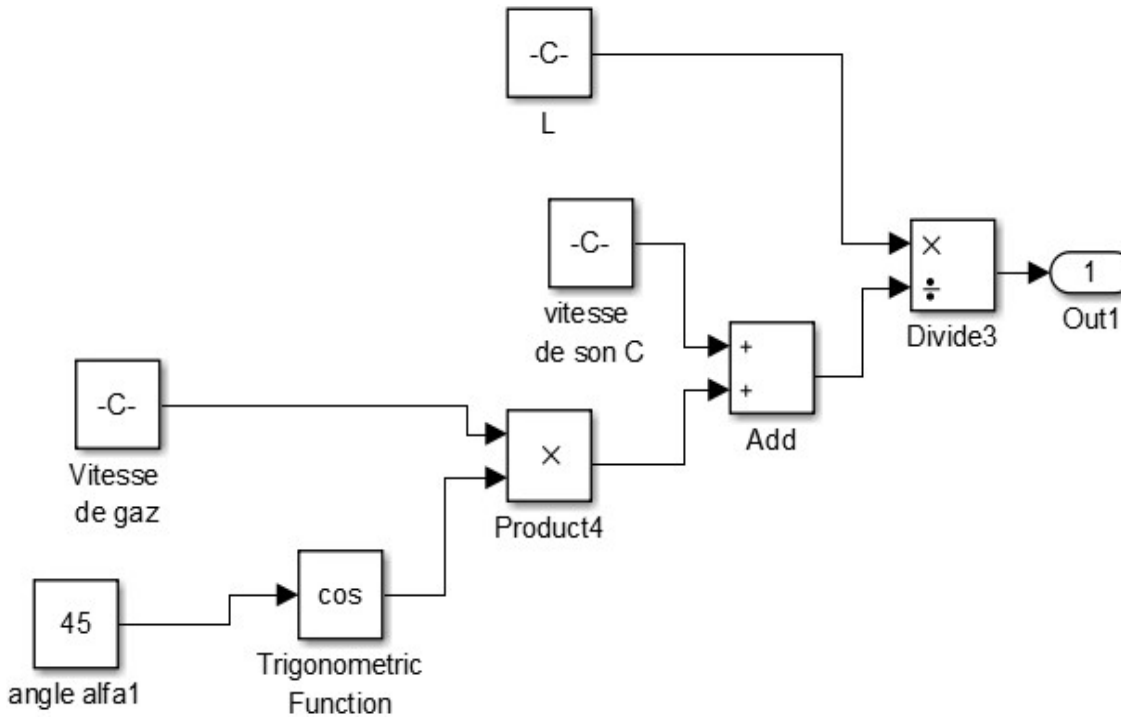 -C-
L
-C-
vitesse
de son C
×
÷
Divide3
1
Out1
+
+
Add
-C-
Vitesse
de gaz
×
Product4
45
angle alfa1
cos
Trigonometric
Function